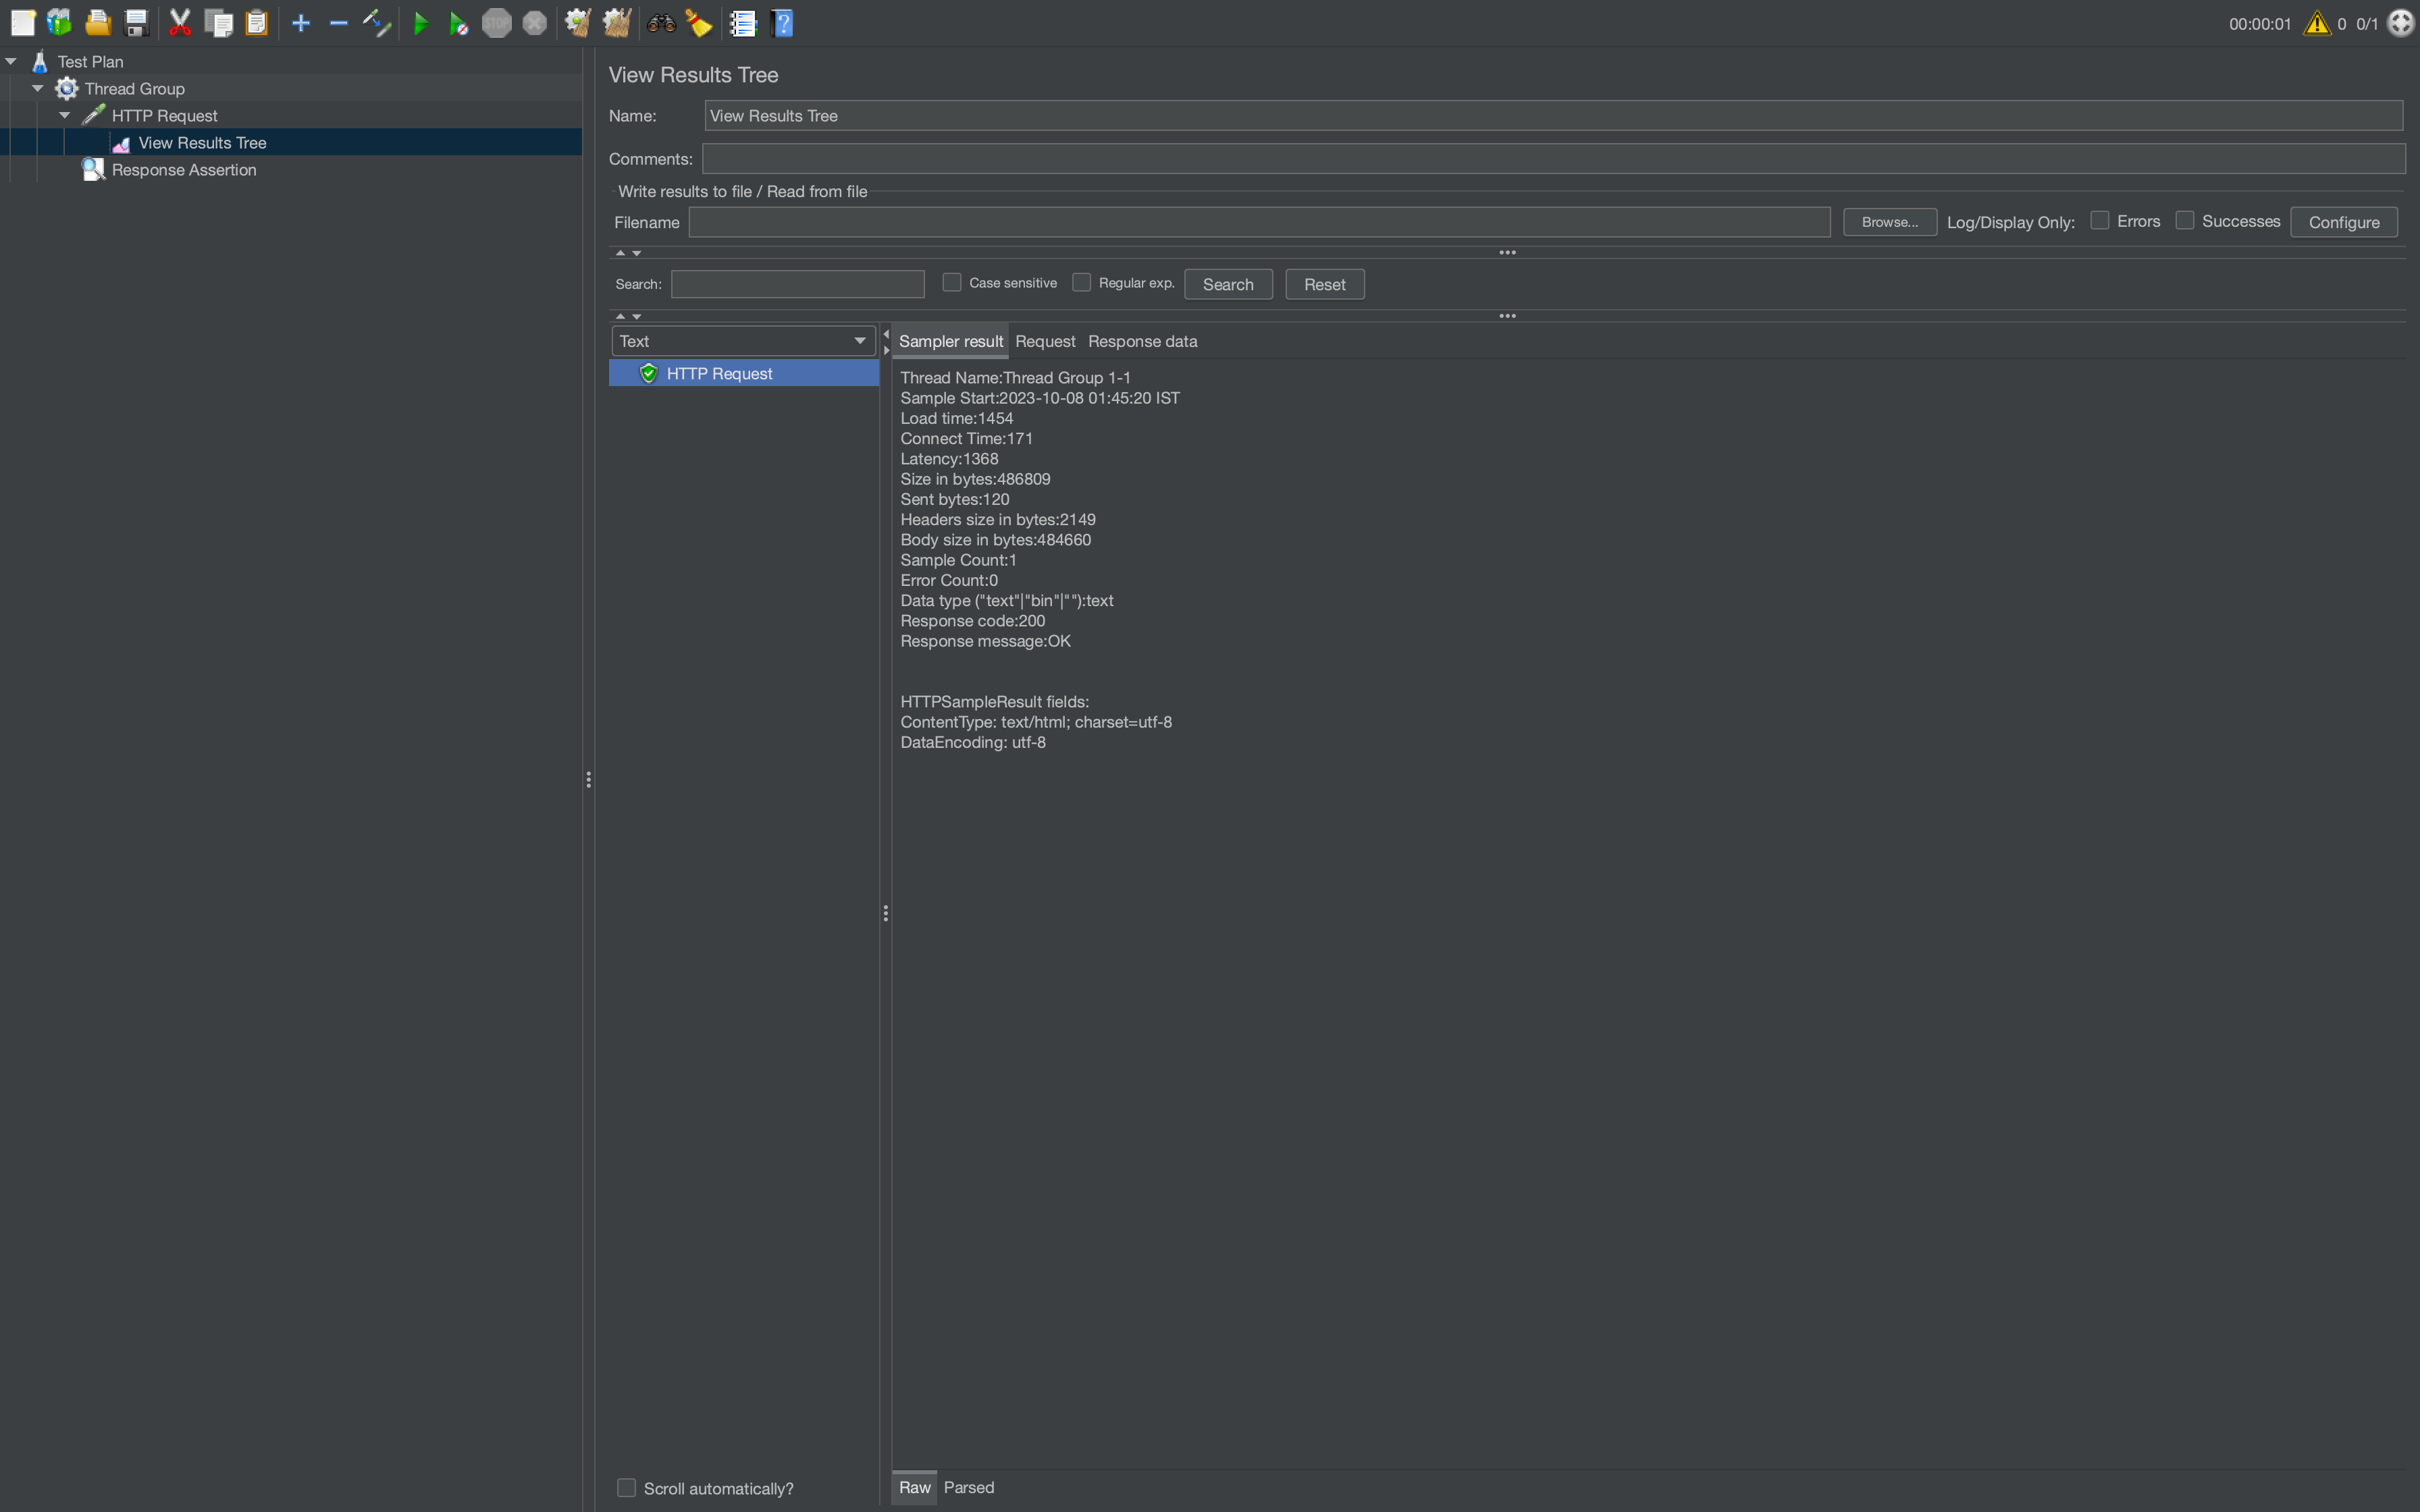 STOP
00:00:01 0 0/1
Test Plan
Thread Group
HTTP Request
View Results Tree
Response Assertion
View Results Tree
Name: View Results Tree
Comments:
Write results to file / Read from file
Filename Browse... Log/Display Only: Errors Successes Configure
Search: Case sensitive Regular exp. Search Reset
Text
HTTP Request
Sampler result Request Response data
Thread Name:Thread Group 1-1
Sample Start:2023-10-08 01:45:20 IST
Load time:1454
Connect Time:171
Latency:1368
Size in bytes:486809
Sent bytes:120
Headers size in bytes:2149
Body size in bytes:484660
Sample Count:1
Error Count:0
Data type ("text"|"bin"|""):text
Response code:200
Response message:OK
HTTPSampleResult fields:
ContentType: text/html; charset=utf-8
DataEncoding: utf-8
Scroll automatically?
Raw Parsed